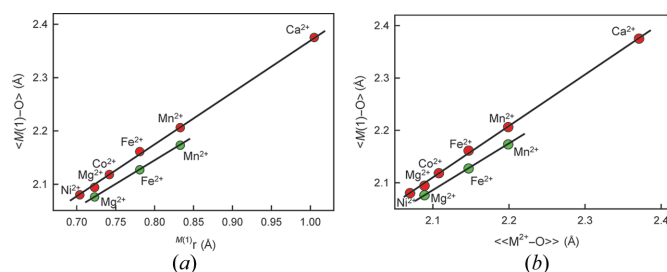 2.4
2.3
2.2
2.1
<M(1)–O> (Å)
Ca²⁺
Mn²⁺
Fe²⁺
Co²⁺
Mg²⁺
Ni²⁺
Mn²⁺
Fe²⁺
Mg²⁺
0.70 0.75 0.80 0.85 0.90 0.95 1.00
ᴹ⁽¹⁾r (Å)
(a)
2.4
2.3
2.2
2.1
<M(1)–O> (Å)
Ca²⁺
Mn²⁺
Fe²⁺
Co²⁺
Mg²⁺
Ni²⁺
Mn²⁺
Fe²⁺
Mg²⁺
2.1 2.2 2.3 2.4
<<M²⁺–O>> (Å)
(b)